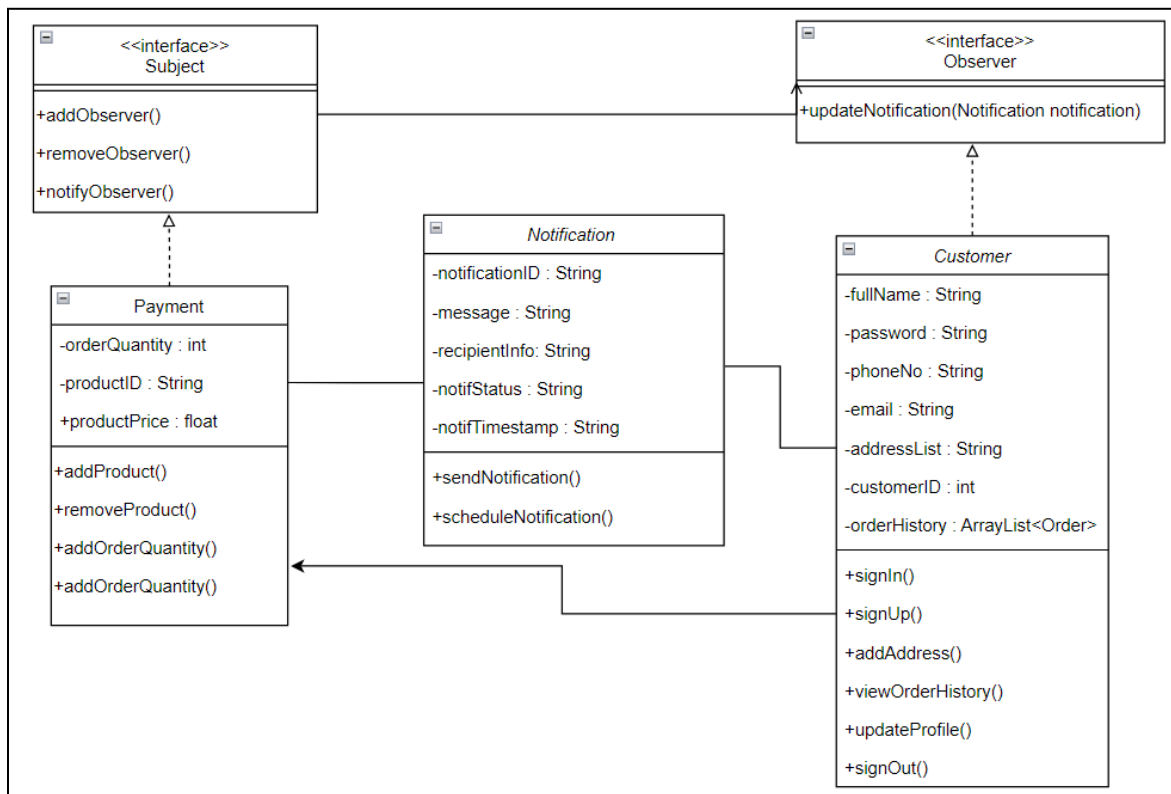 <<interface>>
Subject
+addObserver()
+removeObserver()
+notifyObserver()
<<interface>>
Observer
+updateNotification(Notification notification)
Payment
-orderQuantity : int
-productID : String
+productPrice : float
+addProduct()
+removeProduct()
+addOrderQuantity()
+addOrderQuantity()
Notification
-notificationID : String
-message : String
-recipientInfo: String
-notifStatus : String
-notifTimestamp : String
+sendNotification()
+scheduleNotification()
Customer
-fullName : String
-password : String
-phoneNo : String
-email : String
-addressList : String
-customerID : int
-orderHistory : ArrayList<Order>
+signIn()
+signUp()
+addAddress()
+viewOrderHistory()
+updateProfile()
+signOut()